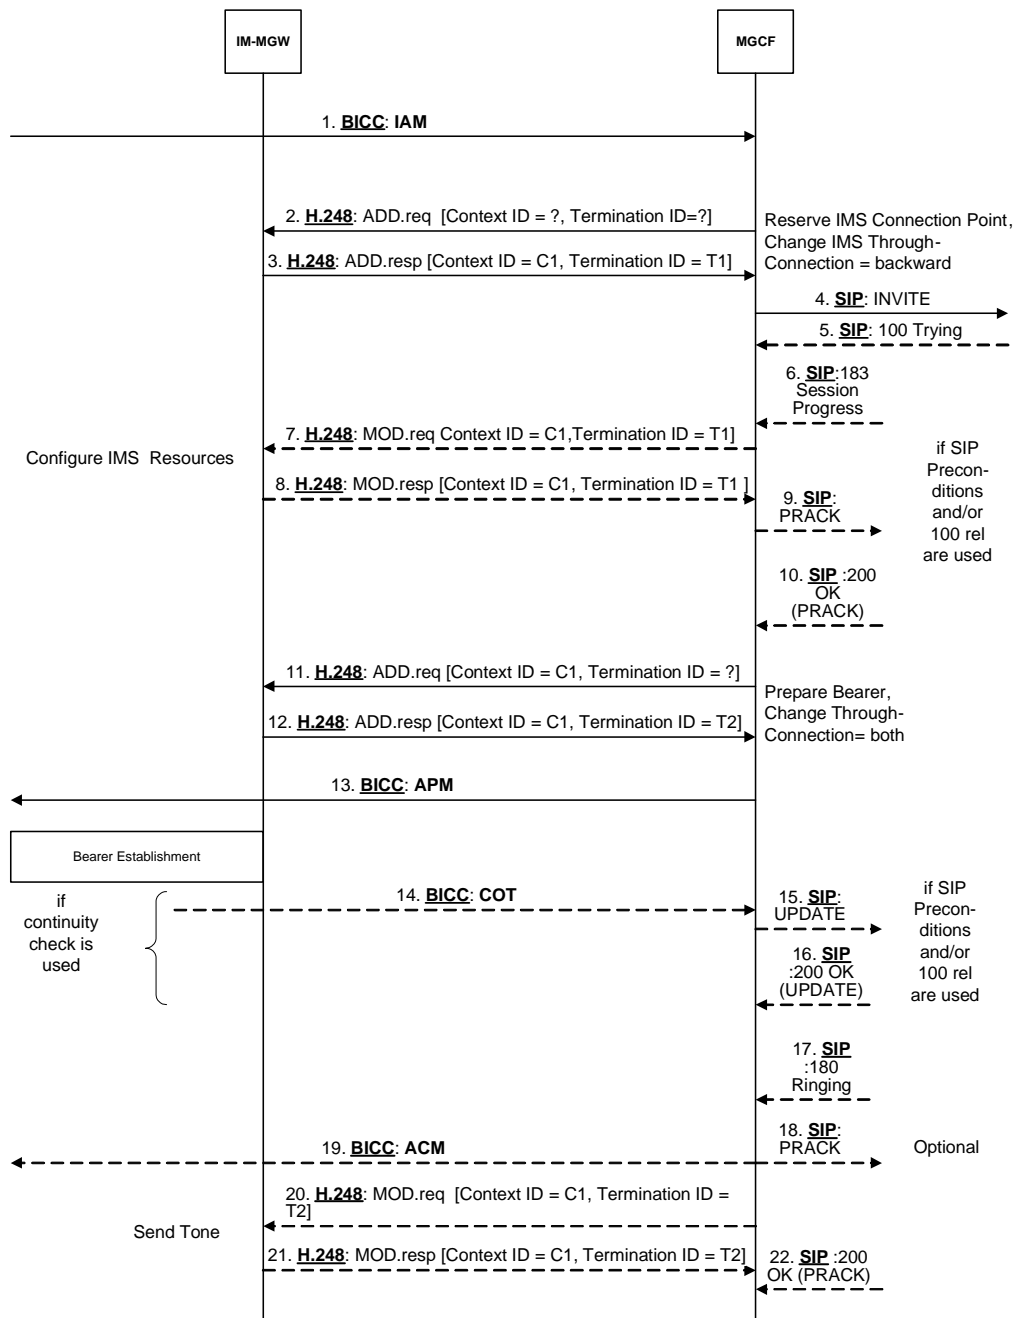 IM-MGW
MGCF
1. BICC: IAM
2. H.248: ADD.req [Context ID = ?, Termination ID=?]
Reserve IMS Connection Point,
Change IMS Through-
Connection = backward
3. H.248: ADD.resp [Context ID = C1, Termination ID = T1]
4. SIP: INVITE
5. SIP: 100 Trying
6. SIP:183
Session
Progress
7. H.248: MOD.req Context ID = C1,Termination ID = T1]
Configure IMS  Resources
8. H.248: MOD.resp [Context ID = C1, Termination ID = T1 ]
9. SIP:
PRACK
if SIP
Precon-
ditions
and/or
100 rel
are used
10. SIP :200
OK
(PRACK)
11. H.248: ADD.req [Context ID = C1, Termination ID = ?]
Prepare Bearer,
Change Through-
Connection= both
12. H.248: ADD.resp [Context ID = C1, Termination ID = T2]
13. BICC: APM
Bearer Establishment
if
continuity
check is
used
14. BICC: COT
15. SIP:
UPDATE
if SIP
Precon-
ditions
and/or
100 rel
are used
16. SIP
:200 OK
(UPDATE)
17. SIP
:180
Ringing
18. SIP:
PRACK
Optional
19. BICC: ACM
20. H.248: MOD.req  [Context ID = C1, Termination ID =
T2]
Send Tone
21. H.248: MOD.resp [Context ID = C1, Termination ID = T2]
22. SIP :200
OK (PRACK)